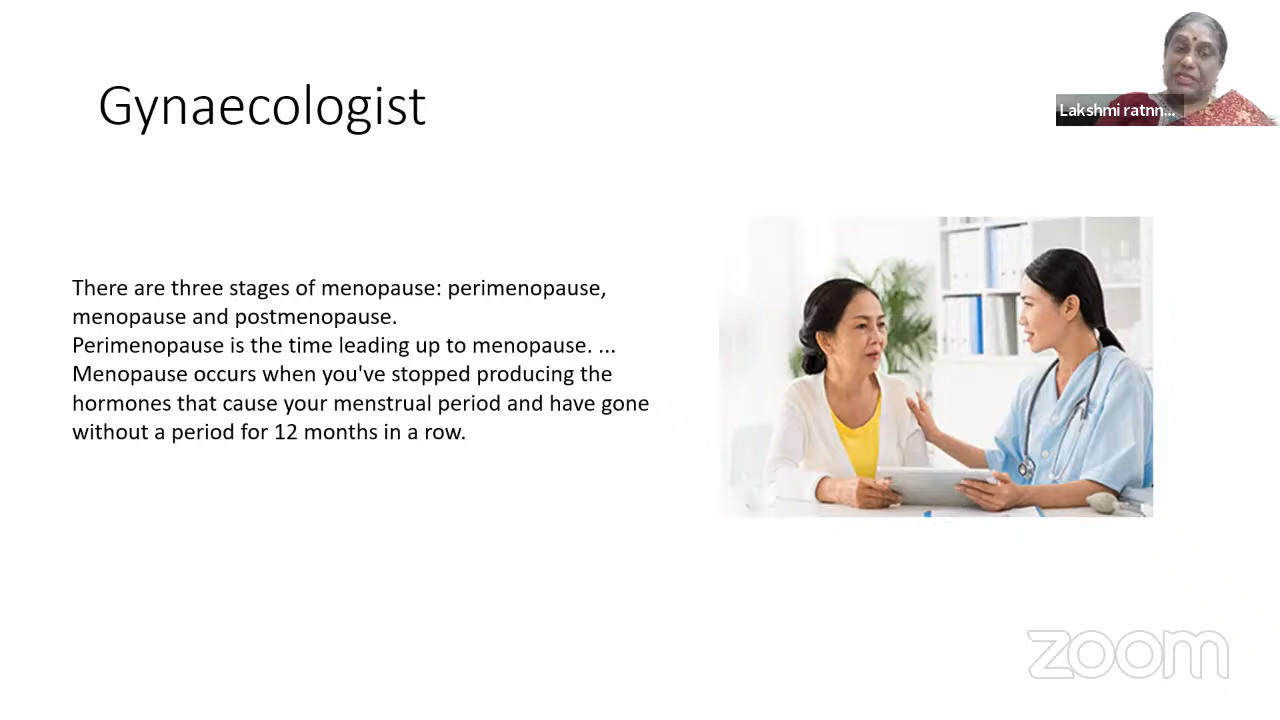 Gynaecologist
Lakshmi ratnn...
There are three stages of menopause: perimenopause,
menopause and postmenopause.
Perimenopause is the time leading up to menopause. ...
Menopause occurs when you've stopped producing the
hormones that cause your menstrual period and have gone
without a period for 12 months in a row.
zoom